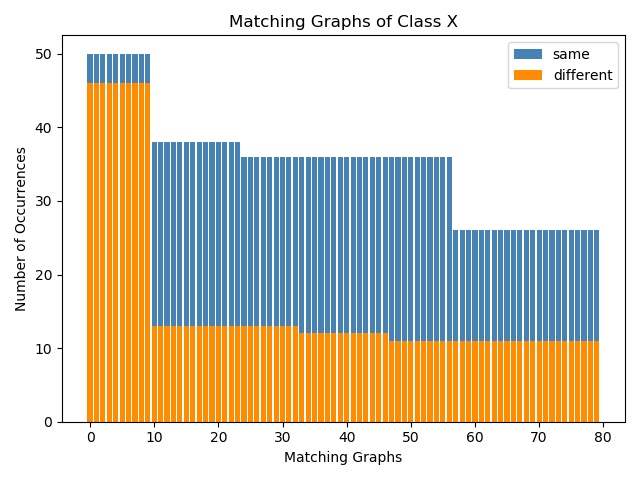 Matching Graphs of Class X
same
different
Number of Occurrences
50
40
30
20
10
0
0 10 20 30 40 50 60 70 80
Matching Graphs